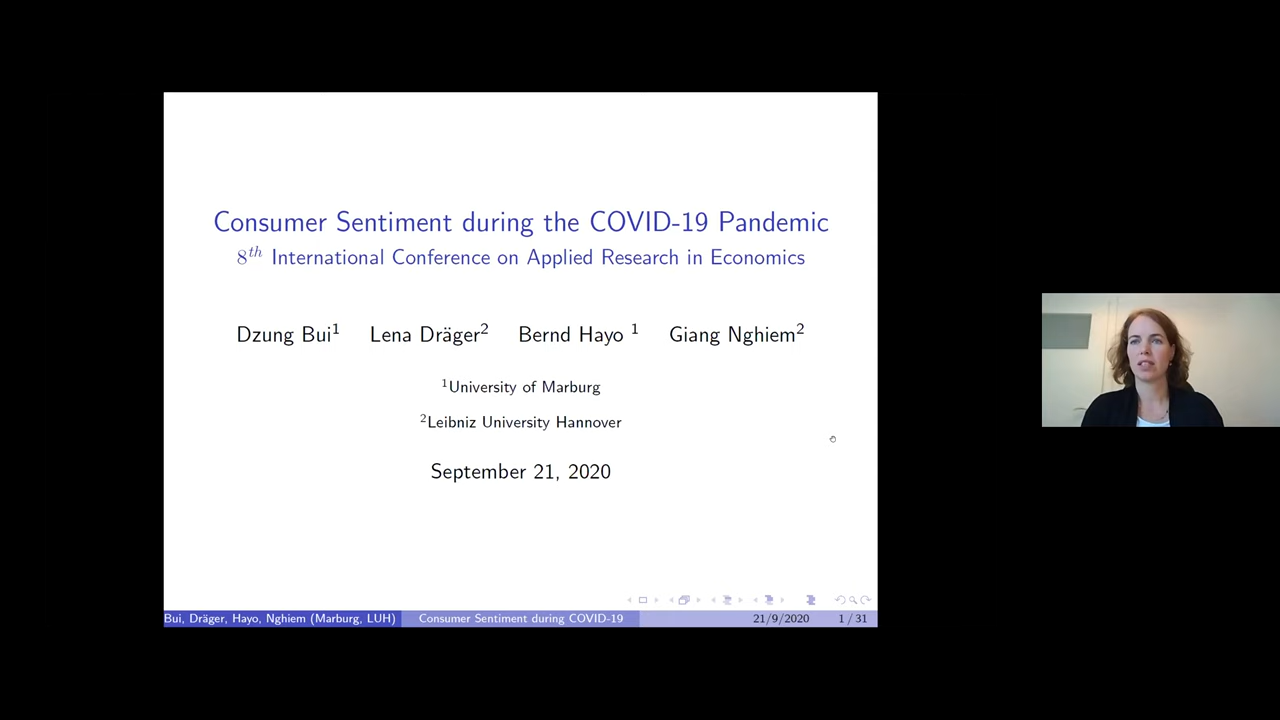 Consumer Sentiment during the COVID-19 Pandemic
8th International Conference on Applied Research in Economics
Dzung Bui1 Lena Dräger2 Bernd Hayo 1 Giang Nghiem2
1University of Marburg
2Leibniz University Hannover
September 21, 2020
Bui, Dräger, Hayo, Nghiem (Marburg, LUH) Consumer Sentiment during COVID-19 21/9/2020 1 / 31